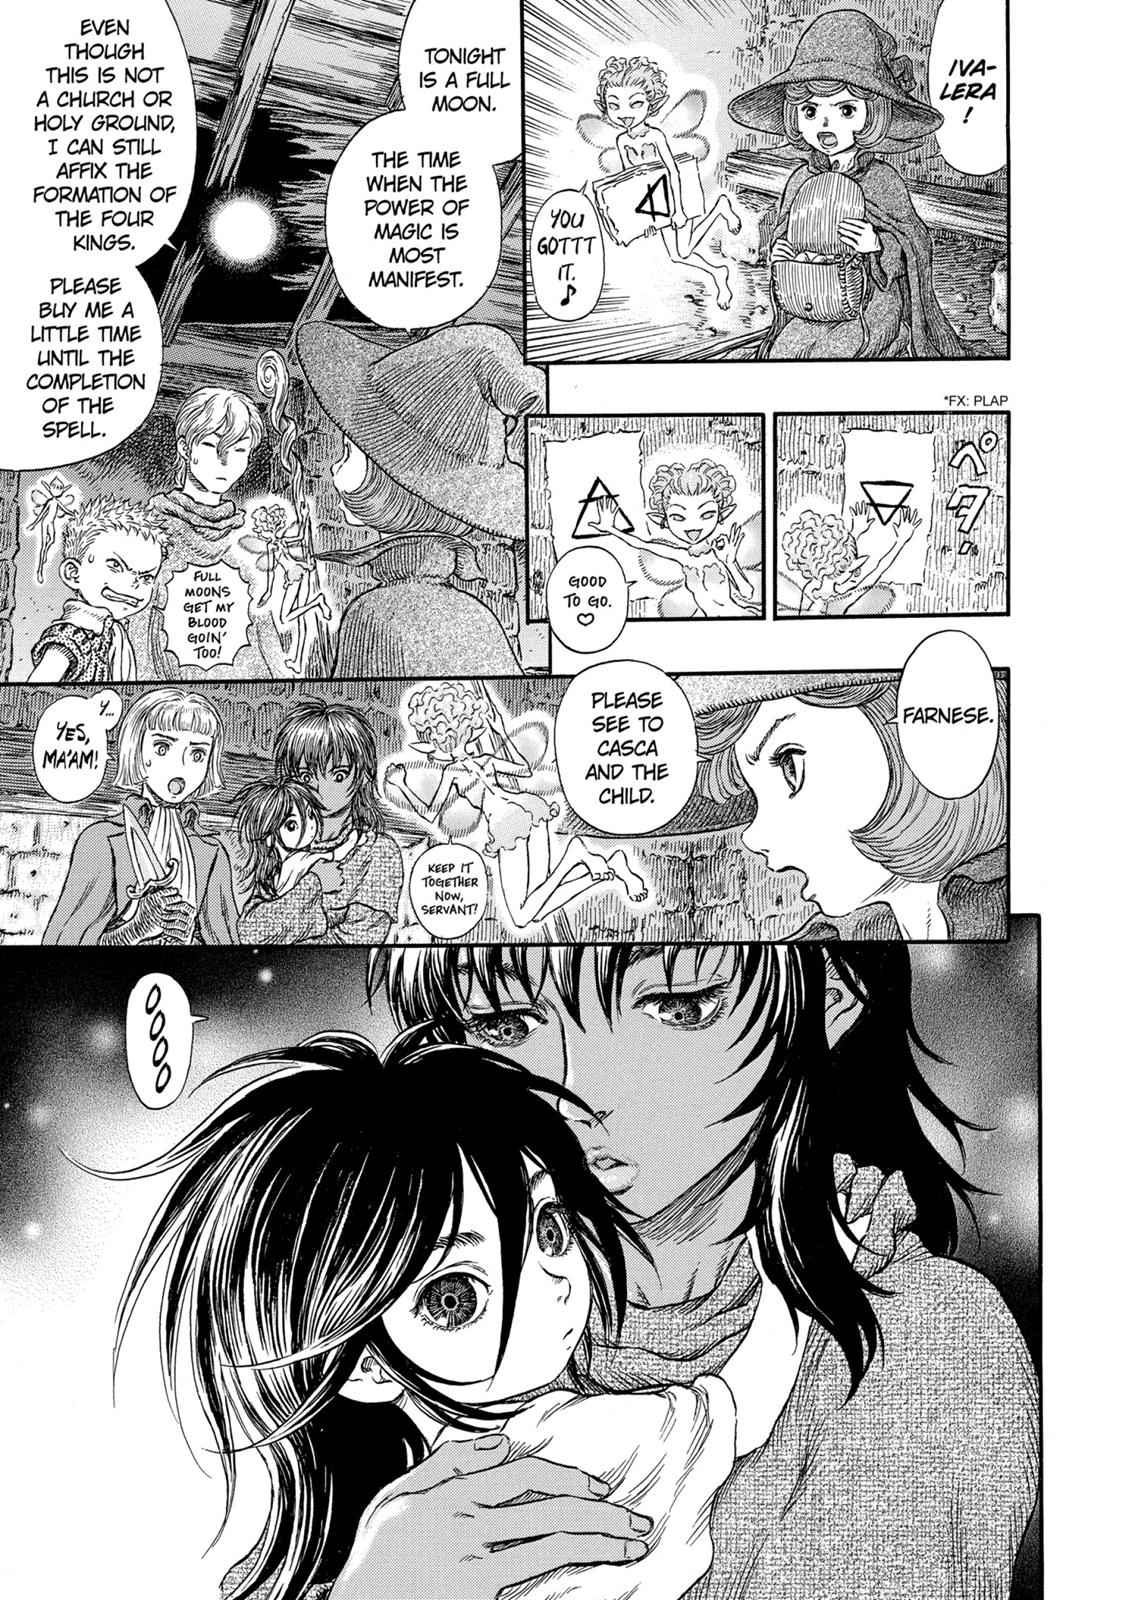 IVA-
LERA
!
YOU
GOTTT
IT.
♪
TONIGHT
IS A FULL
MOON.
THE TIME
WHEN THE
POWER OF
MAGIC IS
MOST
MANIFEST.
EVEN
THOUGH
THIS IS NOT
A CHURCH OR
HOLY GROUND,
I CAN STILL
AFFIX THE
FORMATION OF
THE FOUR
KINGS.
PLEASE
BUY ME A
LITTLE TIME
UNTIL THE
COMPLETION
OF THE
SPELL.
FULL
MOONS
GET MY
BLOOD
GOIN'
TOO!
*FX: PLAP
ペタ
GOOD
TO GO.
♡
FARNESE.
PLEASE
SEE TO
CASCA
AND THE
CHILD.
KEEP IT
TOGETHER
NOW,
SERVANT!
Y...
YES,
MA'AM!
OOOO